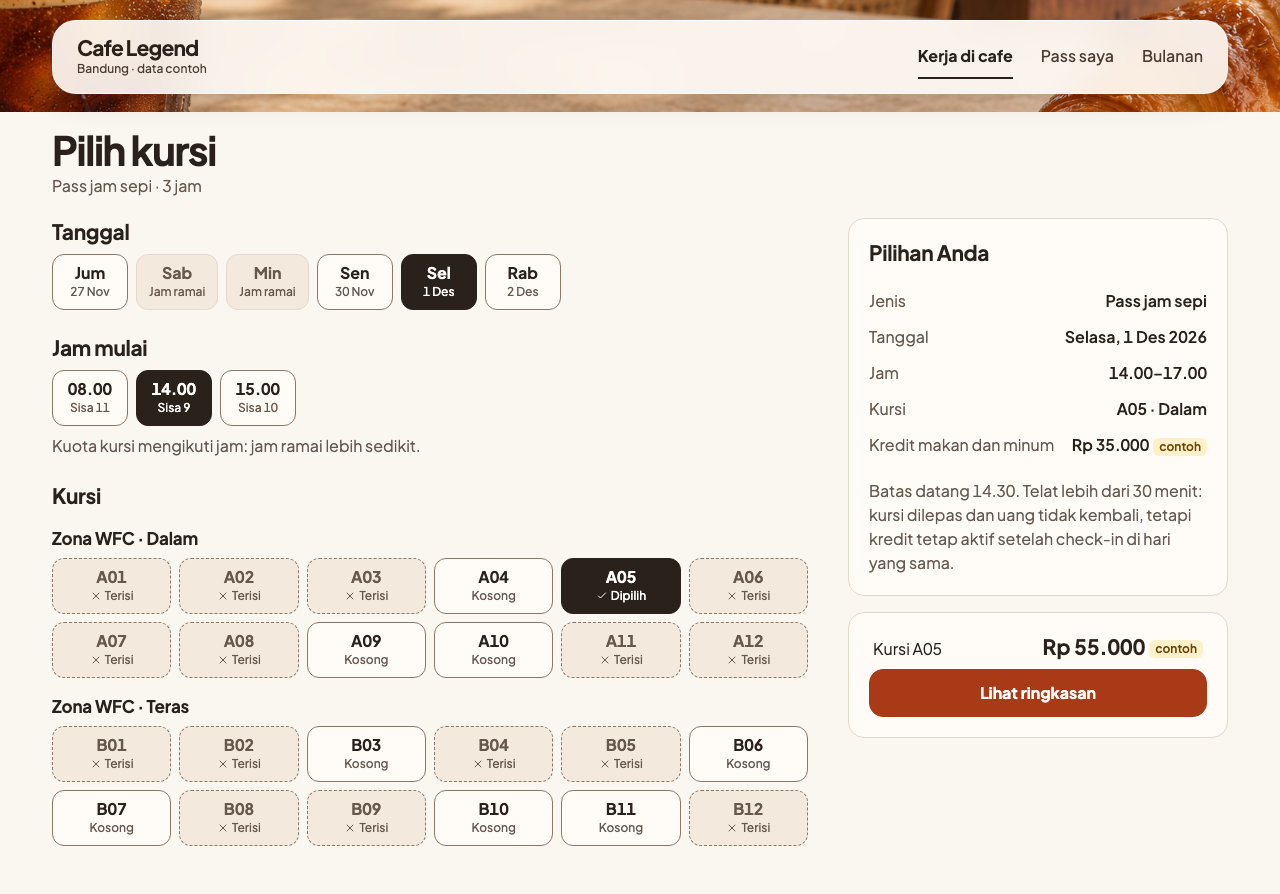 Cafe Legend
Bandung · data contoh
Kerja di cafe
Pass saya
Bulanan
Pilih kursi
Pass jam sepi · 3 jam
Tanggal
Jum
27 Nov
Sab
Jam ramai
Min
Jam ramai
Sen
30 Nov
Sel
1 Des
Rab
2 Des
Jam mulai
08.00
Sisa 11
14.00
Sisa 9
15.00
Sisa 10
Kuota kursi mengikuti jam: jam ramai lebih sedikit.
Kursi
Zona WFC · Dalam
A01
× Terisi
A02
× Terisi
A03
× Terisi
A04
Kosong
A05
✓ Dipilih
A06
× Terisi
A07
× Terisi
A08
× Terisi
A09
Kosong
A10
Kosong
A11
× Terisi
A12
× Terisi
Zona WFC · Teras
B01
× Terisi
B02
× Terisi
B03
Kosong
B04
× Terisi
B05
× Terisi
B06
Kosong
B07
Kosong
B08
× Terisi
B09
× Terisi
B10
Kosong
B11
Kosong
B12
× Terisi
Pilihan Anda
Jenis Pass jam sepi
Tanggal Selasa, 1 Des 2026
Jam 14.00–17.00
Kursi A05 · Dalam
Kredit makan dan minum Rp 35.000 contoh
Batas datang 14.30. Telat lebih dari 30 menit:
kursi dilepas dan uang tidak kembali, tetapi
kredit tetap aktif setelah check-in di hari
yang sama.
Kursi A05 Rp 55.000 contoh
Lihat ringkasan